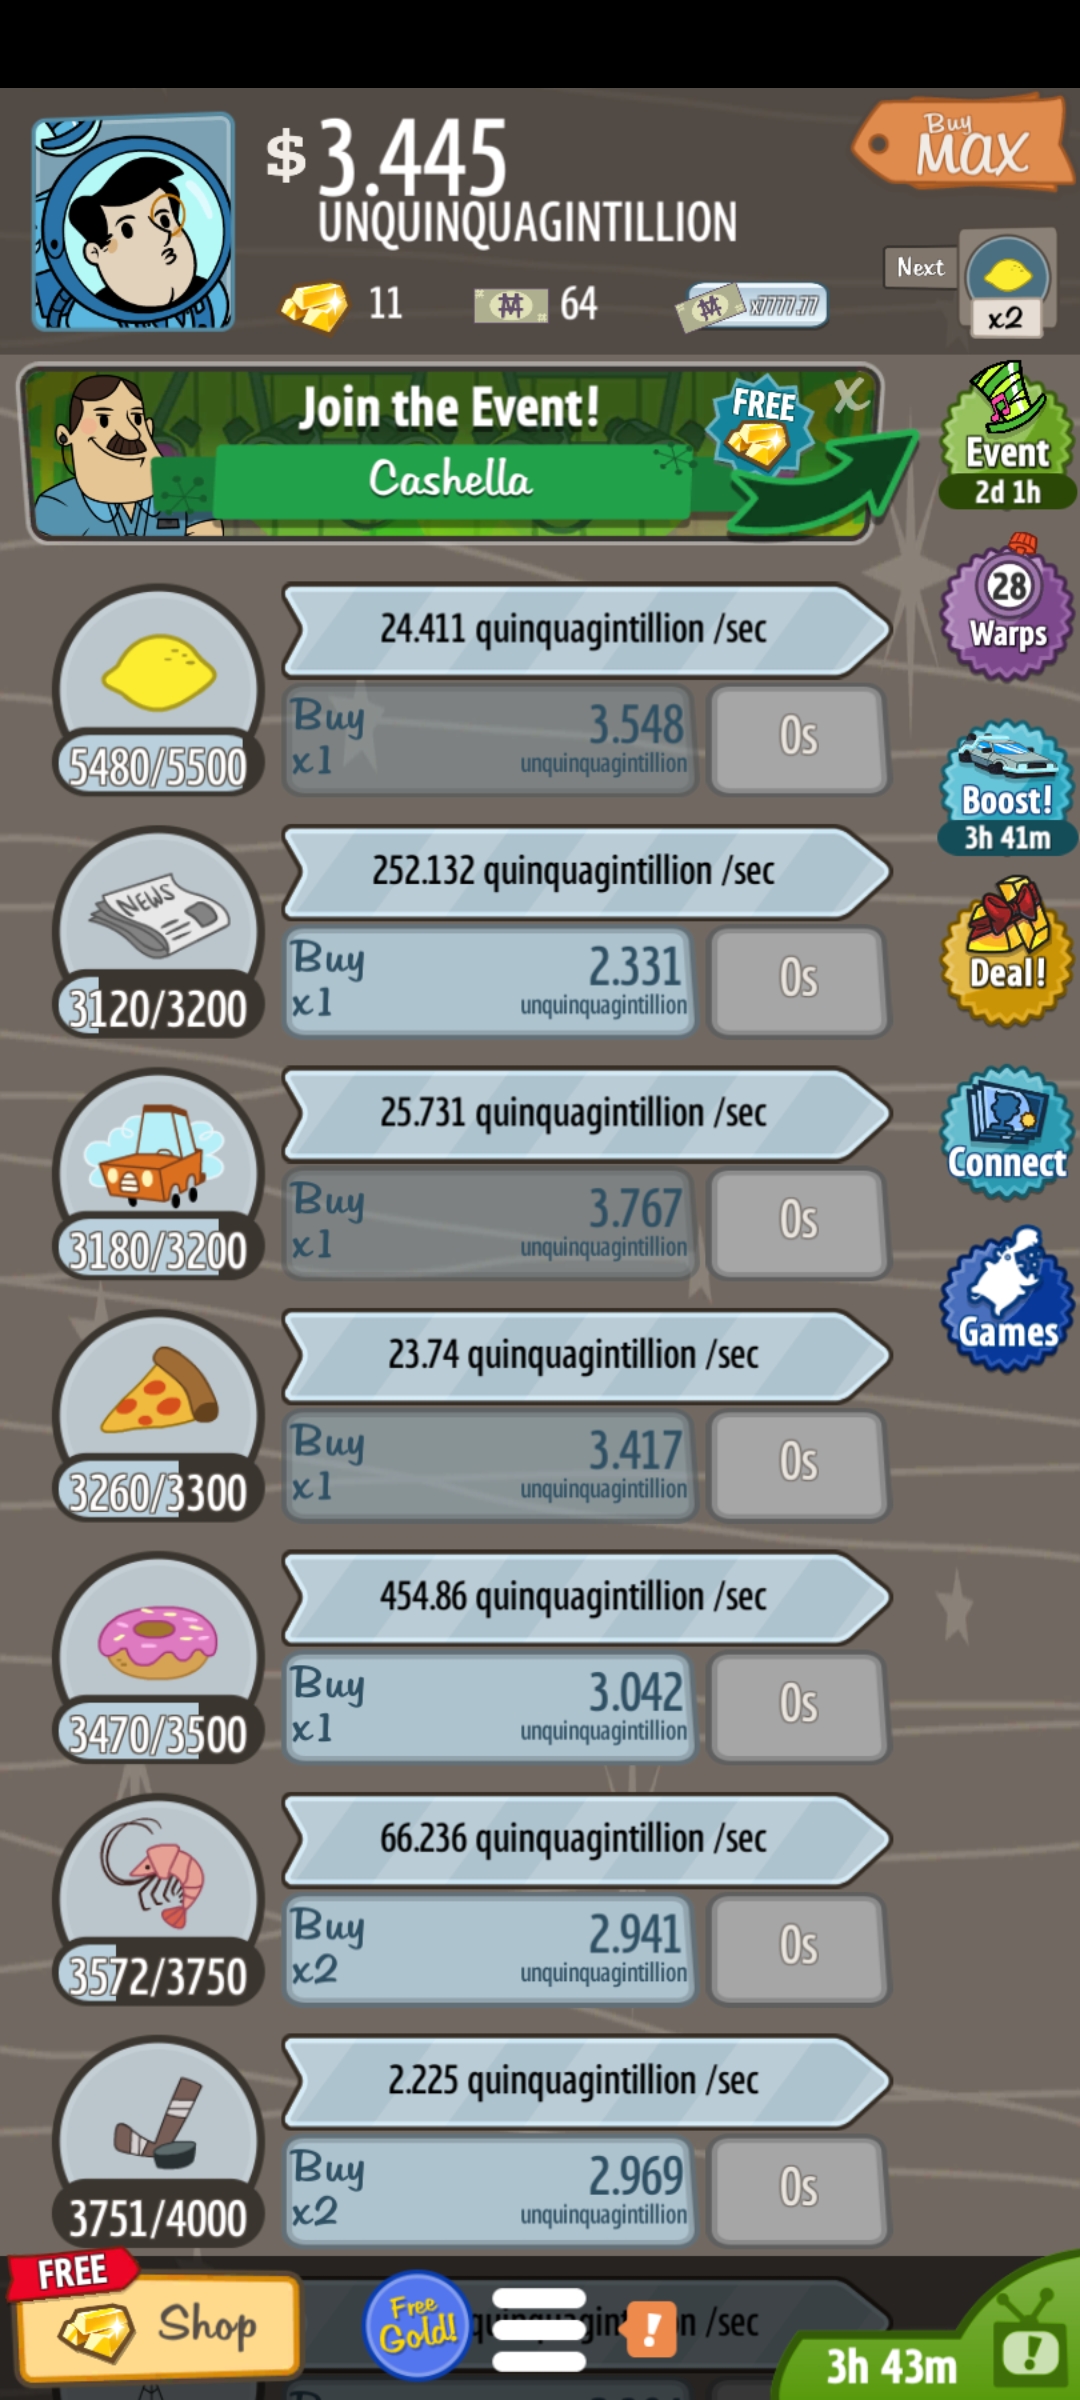 $ 3.445
UNQUINQUAGINTILLION
Buy
Max
11
64
x7777.77
Next
x2
Join the Event!
Cashella
FREE
X
Event
2d 1h
28
Warps
Boost!
3h 41m
Deal!
Connect
Games
24.411 quinquagintillion /sec
5480/5500
Buy
x1
3.548
unquinquagintillion
0s
252.132 quinquagintillion /sec
NEWS
3120/3200
Buy
x1
2.331
unquinquagintillion
0s
25.731 quinquagintillion /sec
3180/3200
Buy
x1
3.767
unquinquagintillion
0s
23.74 quinquagintillion /sec
3260/3300
Buy
x1
3.417
unquinquagintillion
0s
454.86 quinquagintillion /sec
3470/3500
Buy
x1
3.042
unquinquagintillion
0s
66.236 quinquagintillion /sec
3572/3750
Buy
x2
2.941
unquinquagintillion
0s
2.225 quinquagintillion /sec
3751/4000
Buy
x2
2.969
unquinquagintillion
0s
FREE
Shop
Free
Gold!
!
/sec
3h 43m
!